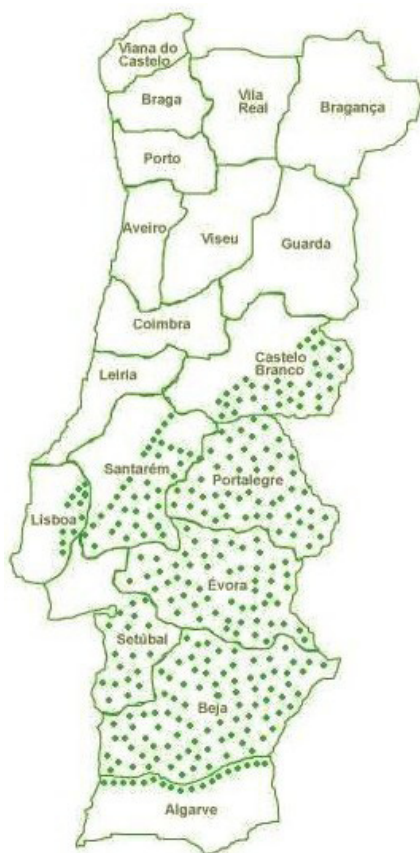 Viana do
Castelo
Braga
Vila
Real
Bragança
Porto
Aveiro
Viseu
Guarda
Coimbra
Castelo
Branco
Leiria
Santarém
Portalegre
Lisboa
Évora
Setúbal
Beja
Algarve